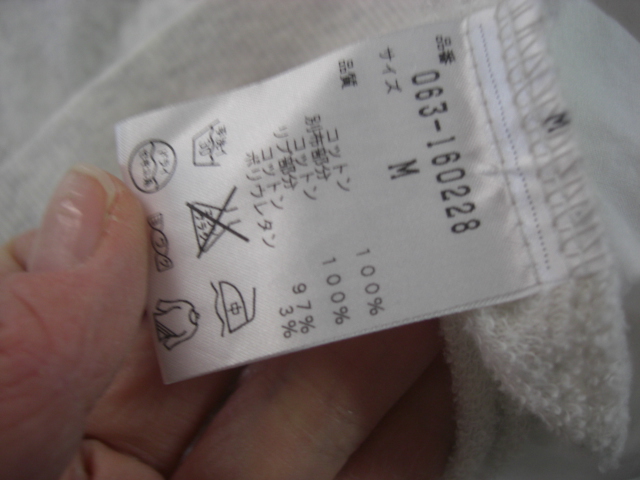 品番 063-160228
サイズ M
品質
コットン 100%
別布部分
コットン 100%
リブ部分
コットン 97%
ポリウレタン 3%
中
M